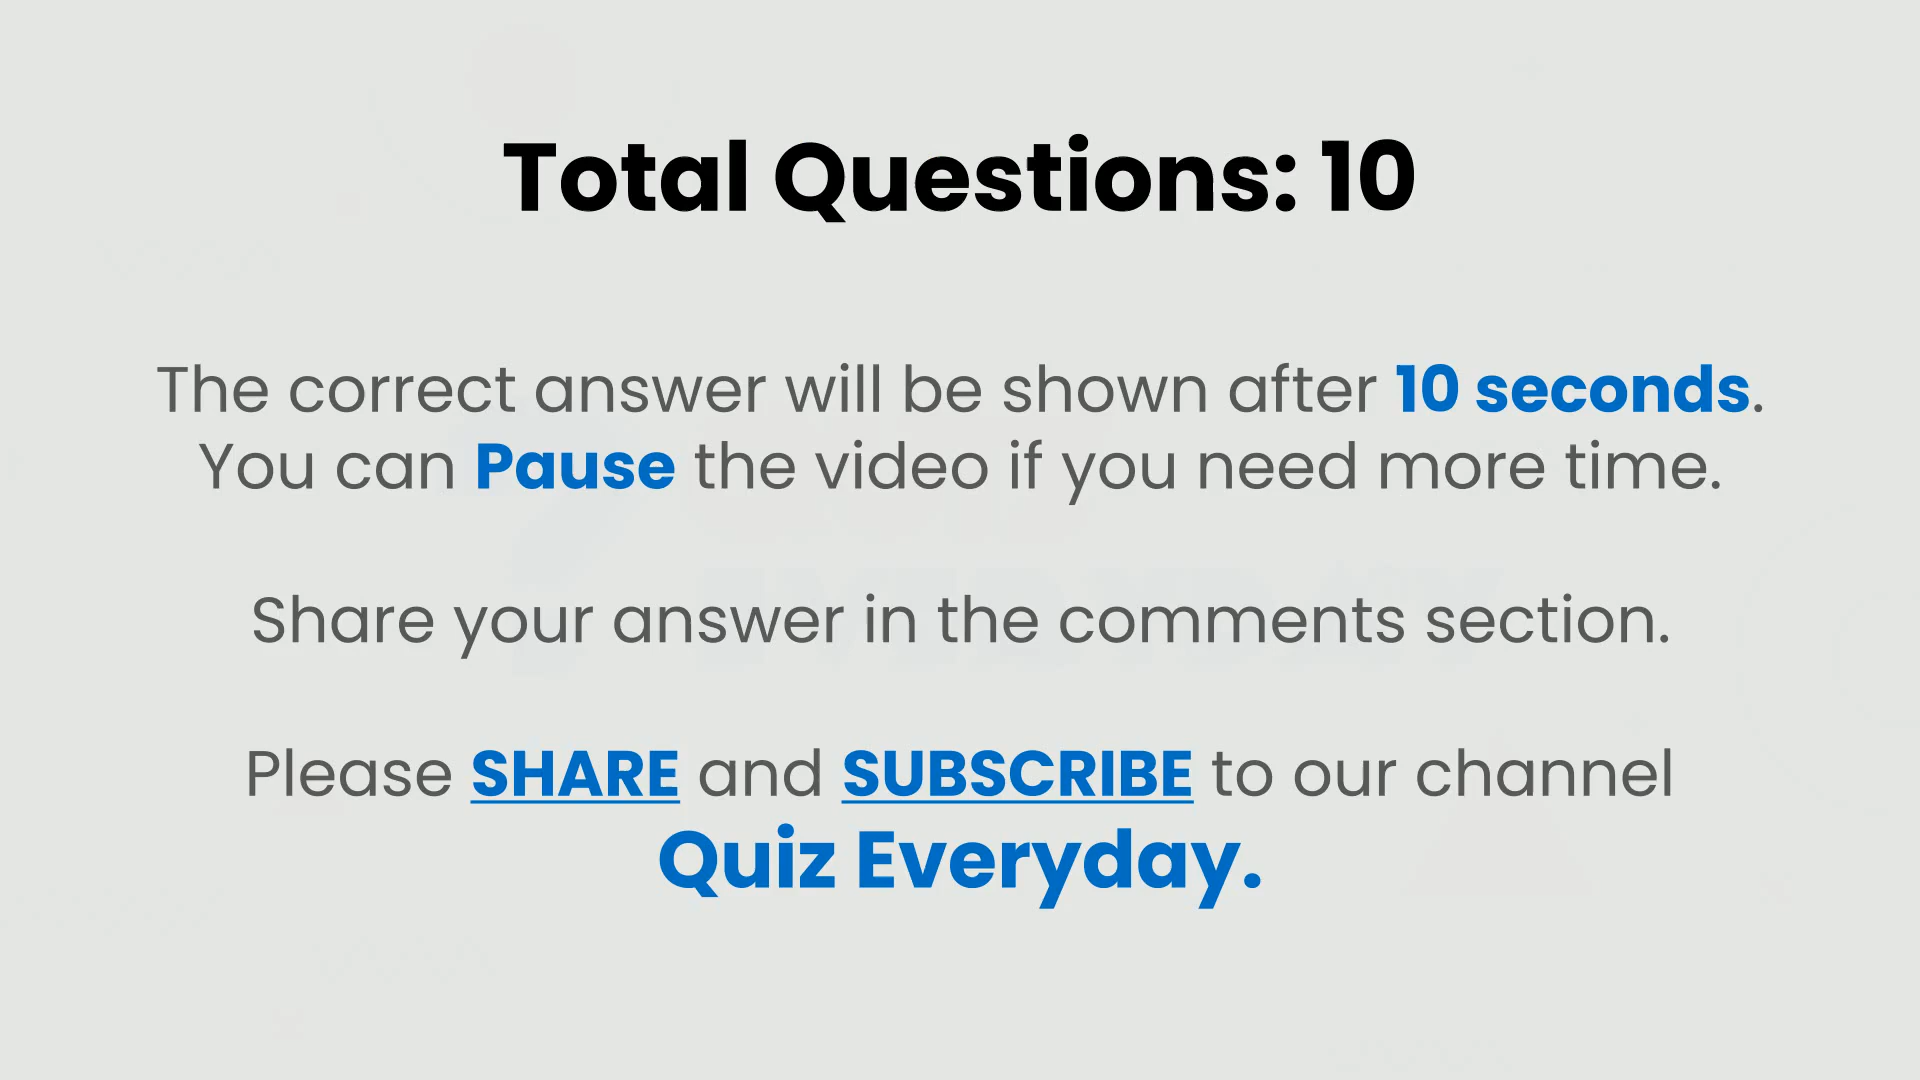 Total Questions: 10
The correct answer will be shown after 10 seconds.
You can Pause the video if you need more time.
Share your answer in the comments section.
Please SHARE and SUBSCRIBE to our channel
Quiz Everyday.